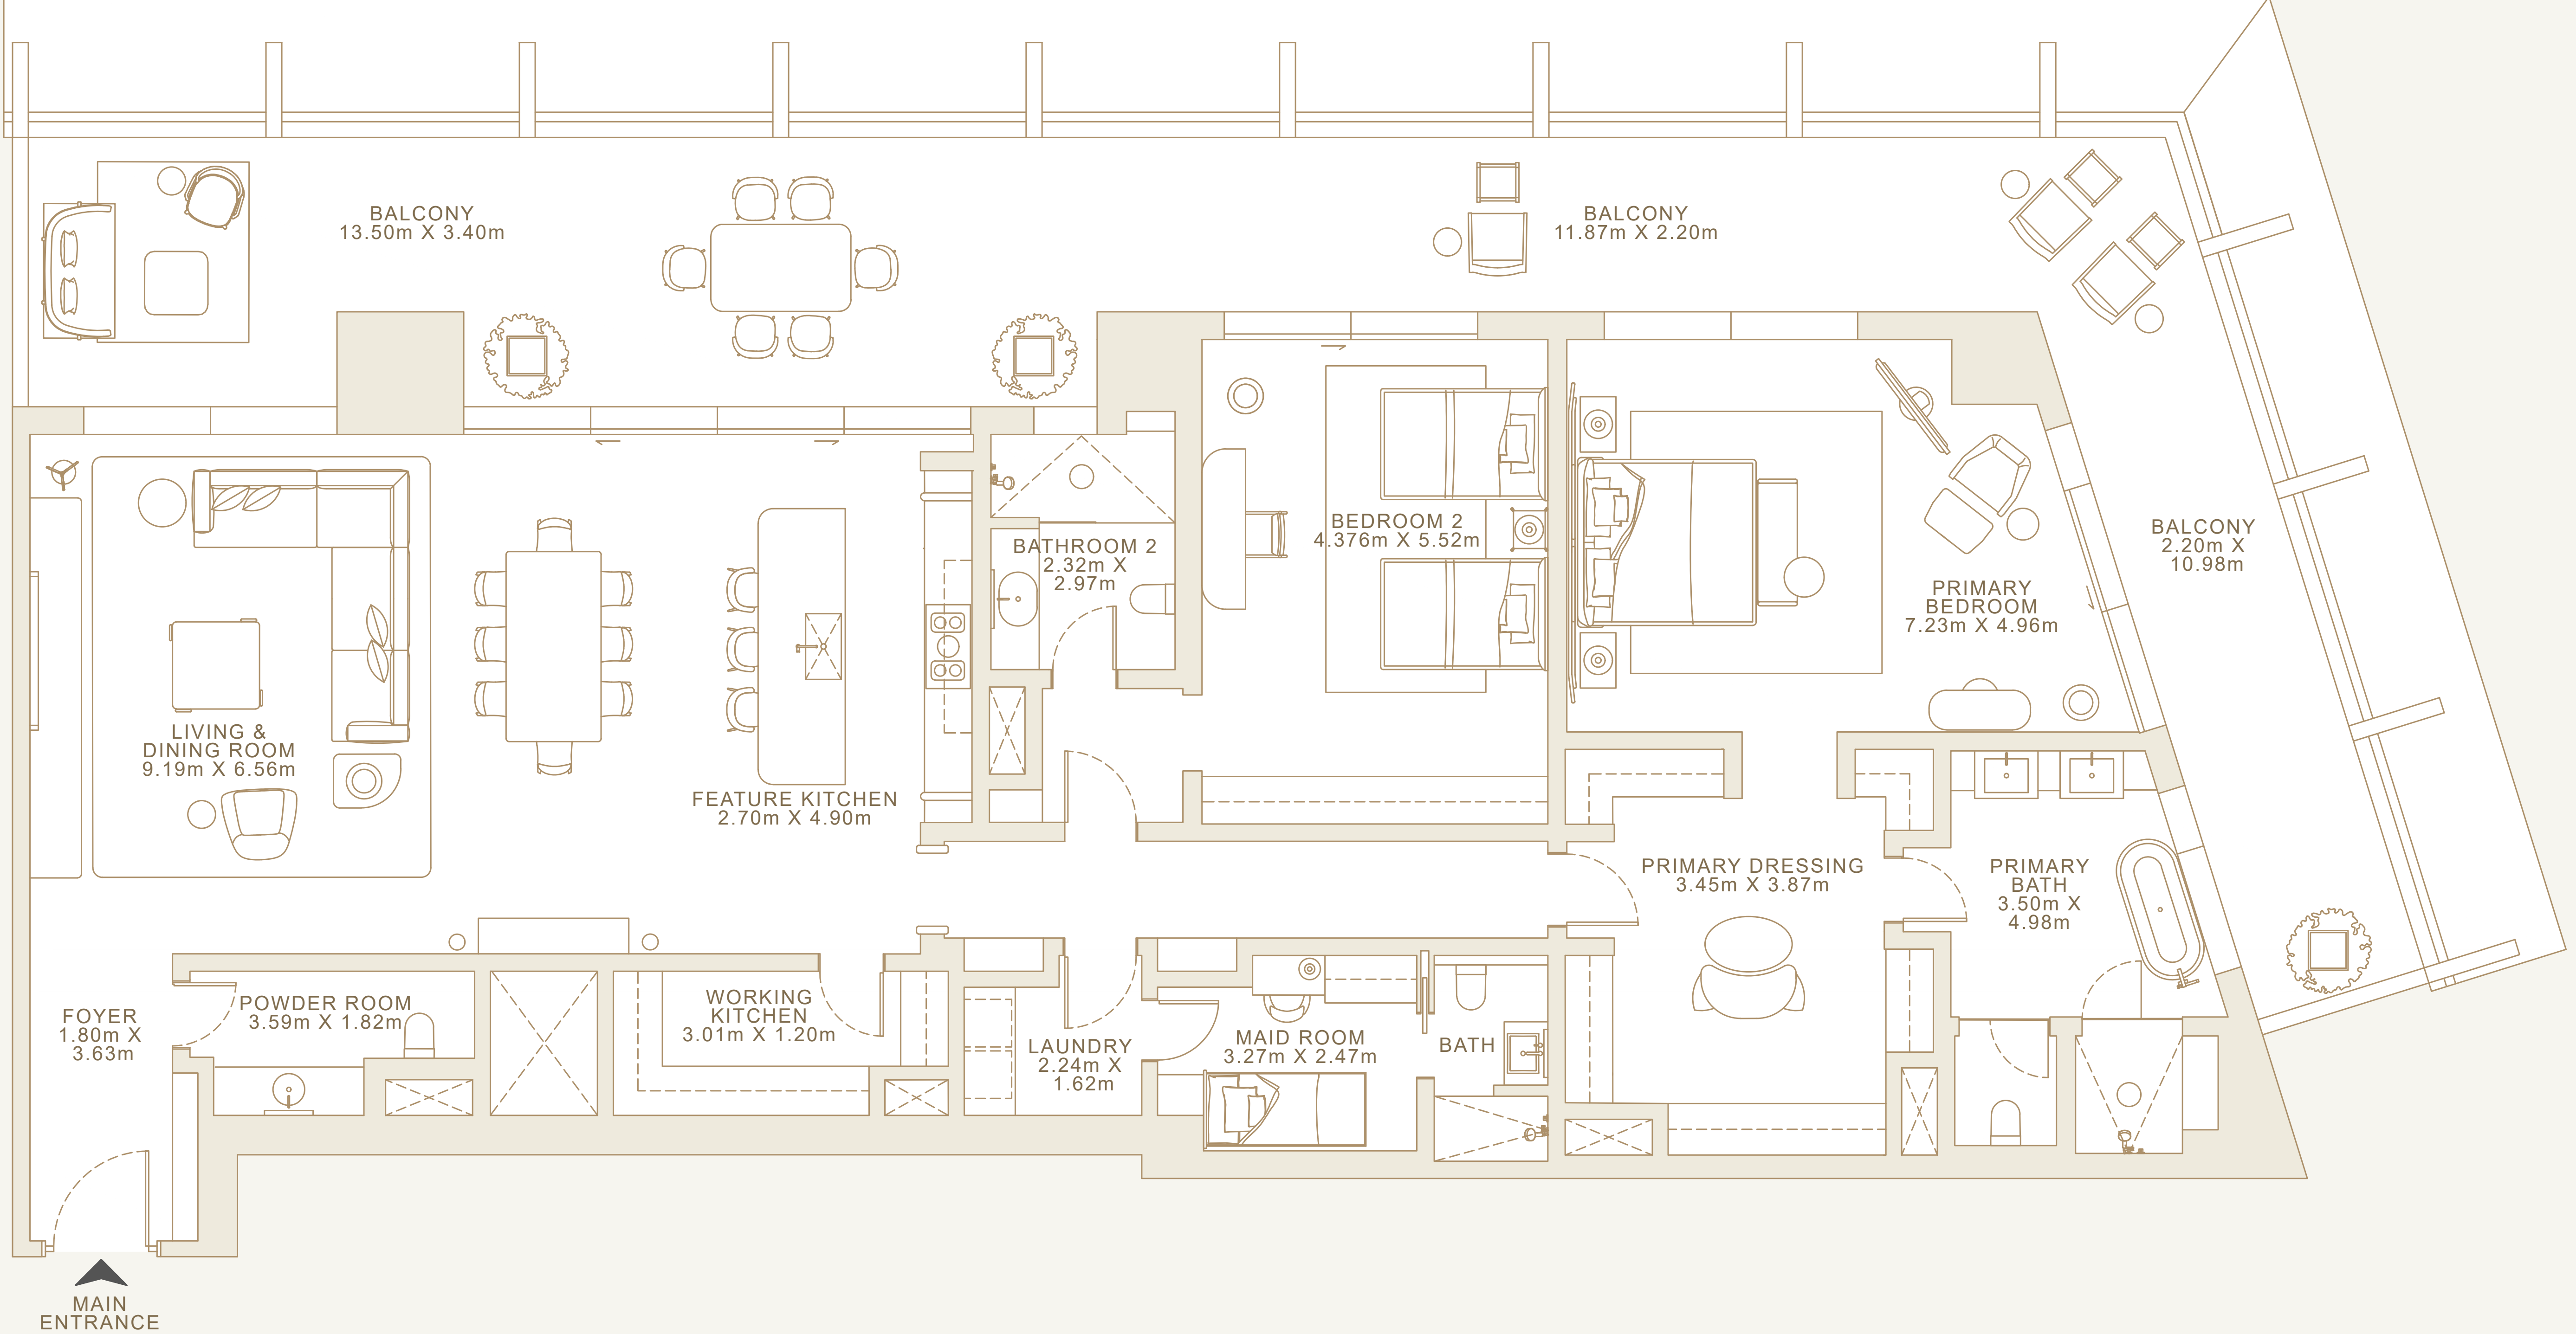 BALCONY
13.50m X 3.40m
BALCONY
11.87m X 2.20m
BALCONY
2.20m X
10.98m
BEDROOM 2
4.376m X 5.52m
BATHROOM 2
2.32m X
2.97m
PRIMARY
BEDROOM
7.23m X 4.96m
LIVING &
DINING ROOM
9.19m X 6.56m
FEATURE KITCHEN
2.70m X 4.90m
PRIMARY DRESSING
3.45m X 3.87m
PRIMARY
BATH
3.50m X
4.98m
FOYER
1.80m X
3.63m
POWDER ROOM
3.59m X 1.82m
WORKING
KITCHEN
3.01m X 1.20m
LAUNDRY
2.24m X
1.62m
MAID ROOM
3.27m X 2.47m
BATH
MAIN
ENTRANCE